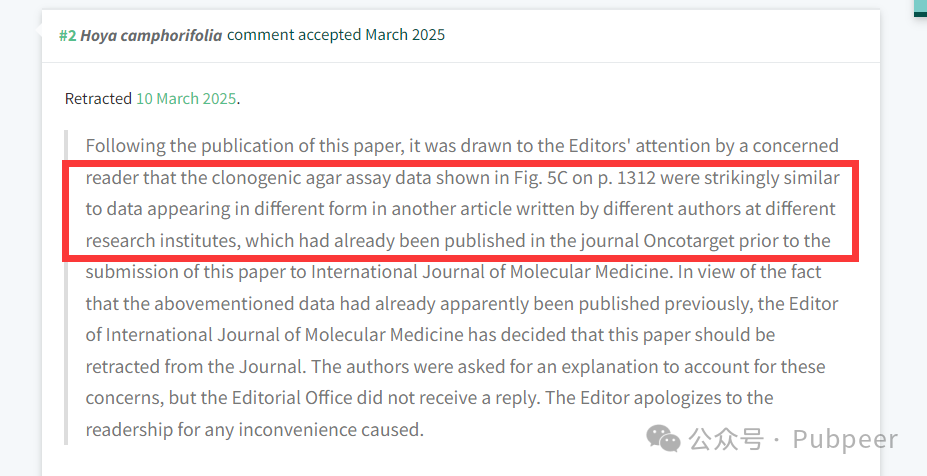 #2 Hoya camphorifolia comment accepted March 2025
Retracted 10 March 2025.
Following the publication of this paper, it was drawn to the Editors' attention by a concerned
reader that the clonogenic agar assay data shown in Fig. 5C on p. 1312 were strikingly similar
to data appearing in different form in another article written by different authors at different
research institutes, which had already been published in the journal Oncotarget prior to the
submission of this paper to International Journal of Molecular Medicine. In view of the fact
that the abovementioned data had already apparently been published previously, the Editor
of International Journal of Molecular Medicine has decided that this paper should be
retracted from the Journal. The authors were asked for an explanation to account for these
concerns, but the Editorial Office did not receive a reply. The Editor apologizes to the
readership for any inconvenience caused.
公众号 · Pubpeer